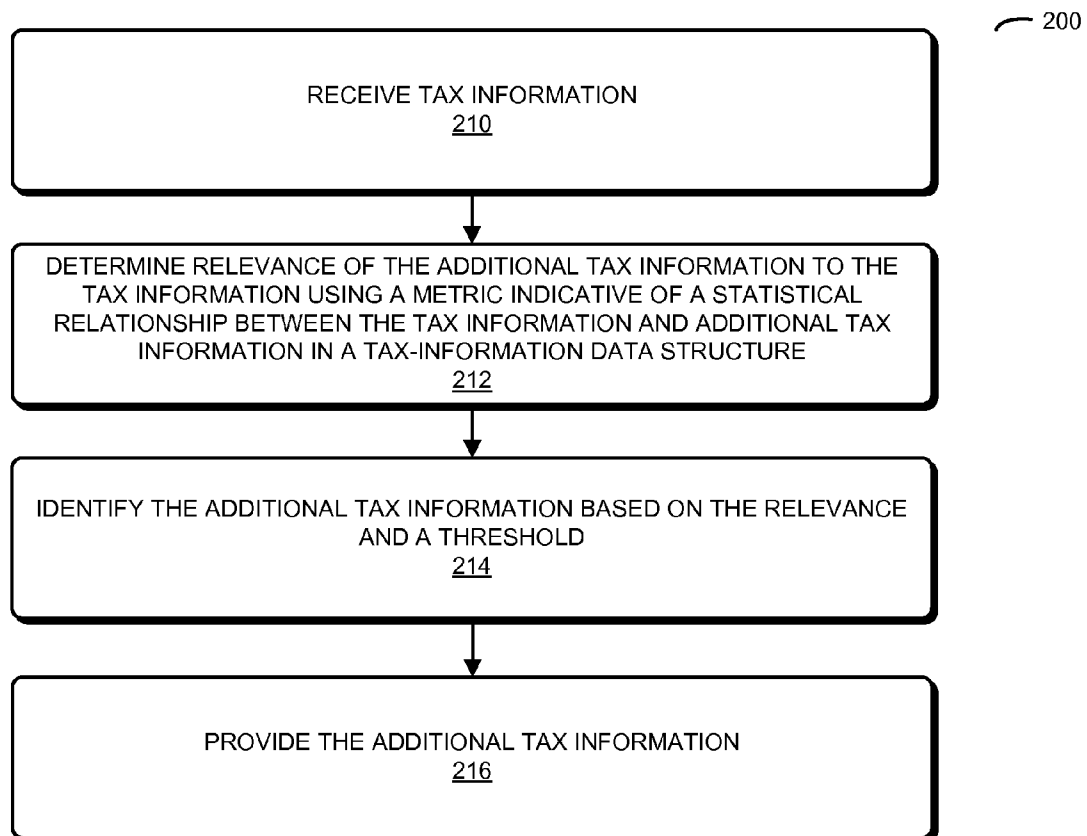 200
RECEIVE TAX INFORMATION
210
DETERMINE RELEVANCE OF THE ADDITIONAL TAX INFORMATION TO THE
TAX INFORMATION USING A METRIC INDICATIVE OF A STATISTICAL
RELATIONSHIP BETWEEN THE TAX INFORMATION AND ADDITIONAL TAX
INFORMATION IN A TAX-INFORMATION DATA STRUCTURE
212
IDENTIFY THE ADDITIONAL TAX INFORMATION BASED ON THE RELEVANCE
AND A THRESHOLD
214
PROVIDE THE ADDITIONAL TAX INFORMATION
216